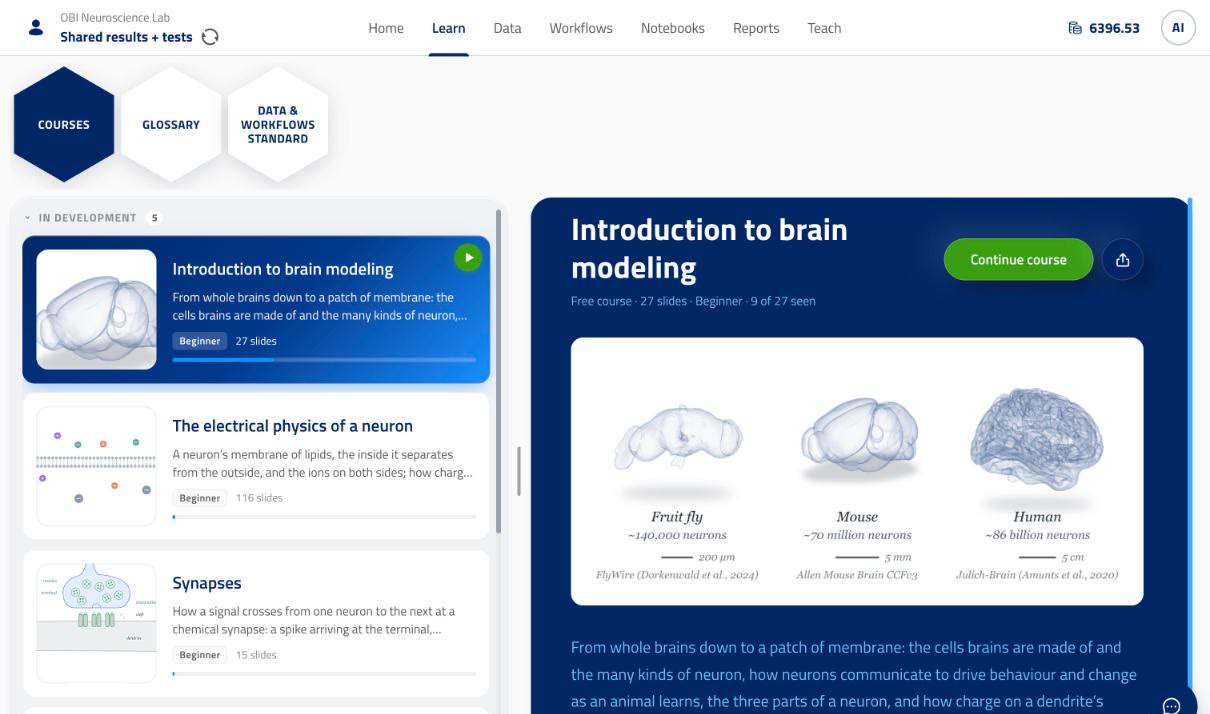 OBI Neuroscience Lab
Shared results + tests
Home
Learn
Data
Workflows
Notebooks
Reports
Teach
6396.53
AI
COURSES
GLOSSARY
DATA &
WORKFLOWS
STANDARD
IN DEVELOPMENT 5
Introduction to brain modeling
From whole brains down to a patch of membrane: the
cells brains are made of and the many kinds of neuron,...
Beginner 27 slides
The electrical physics of a neuron
A neuron's membrane of lipids, the inside it separates
from the outside, and the ions on both sides; how charg...
Beginner 116 slides
Synapses
How a signal crosses from one neuron to the next at a
chemical synapse: a spike arriving at the terminal,...
Beginner 15 slides
Introduction to brain
modeling
Free course · 27 slides · Beginner · 9 of 27 seen
Continue course
Fruit fly
~140,000 neurons
200 µm
FlyWire (Dorkenwald et al., 2024)
Mouse
~70 million neurons
5 mm
Allen Mouse Brain CCFv3
Human
~86 billion neurons
5 cm
Julich-Brain (Amunts et al., 2020)
From whole brains down to a patch of membrane: the cells brains are made of and
the many kinds of neuron, how neurons communicate to drive behaviour and change
as an animal learns, the three parts of a neuron, and how charge on a dendrite's